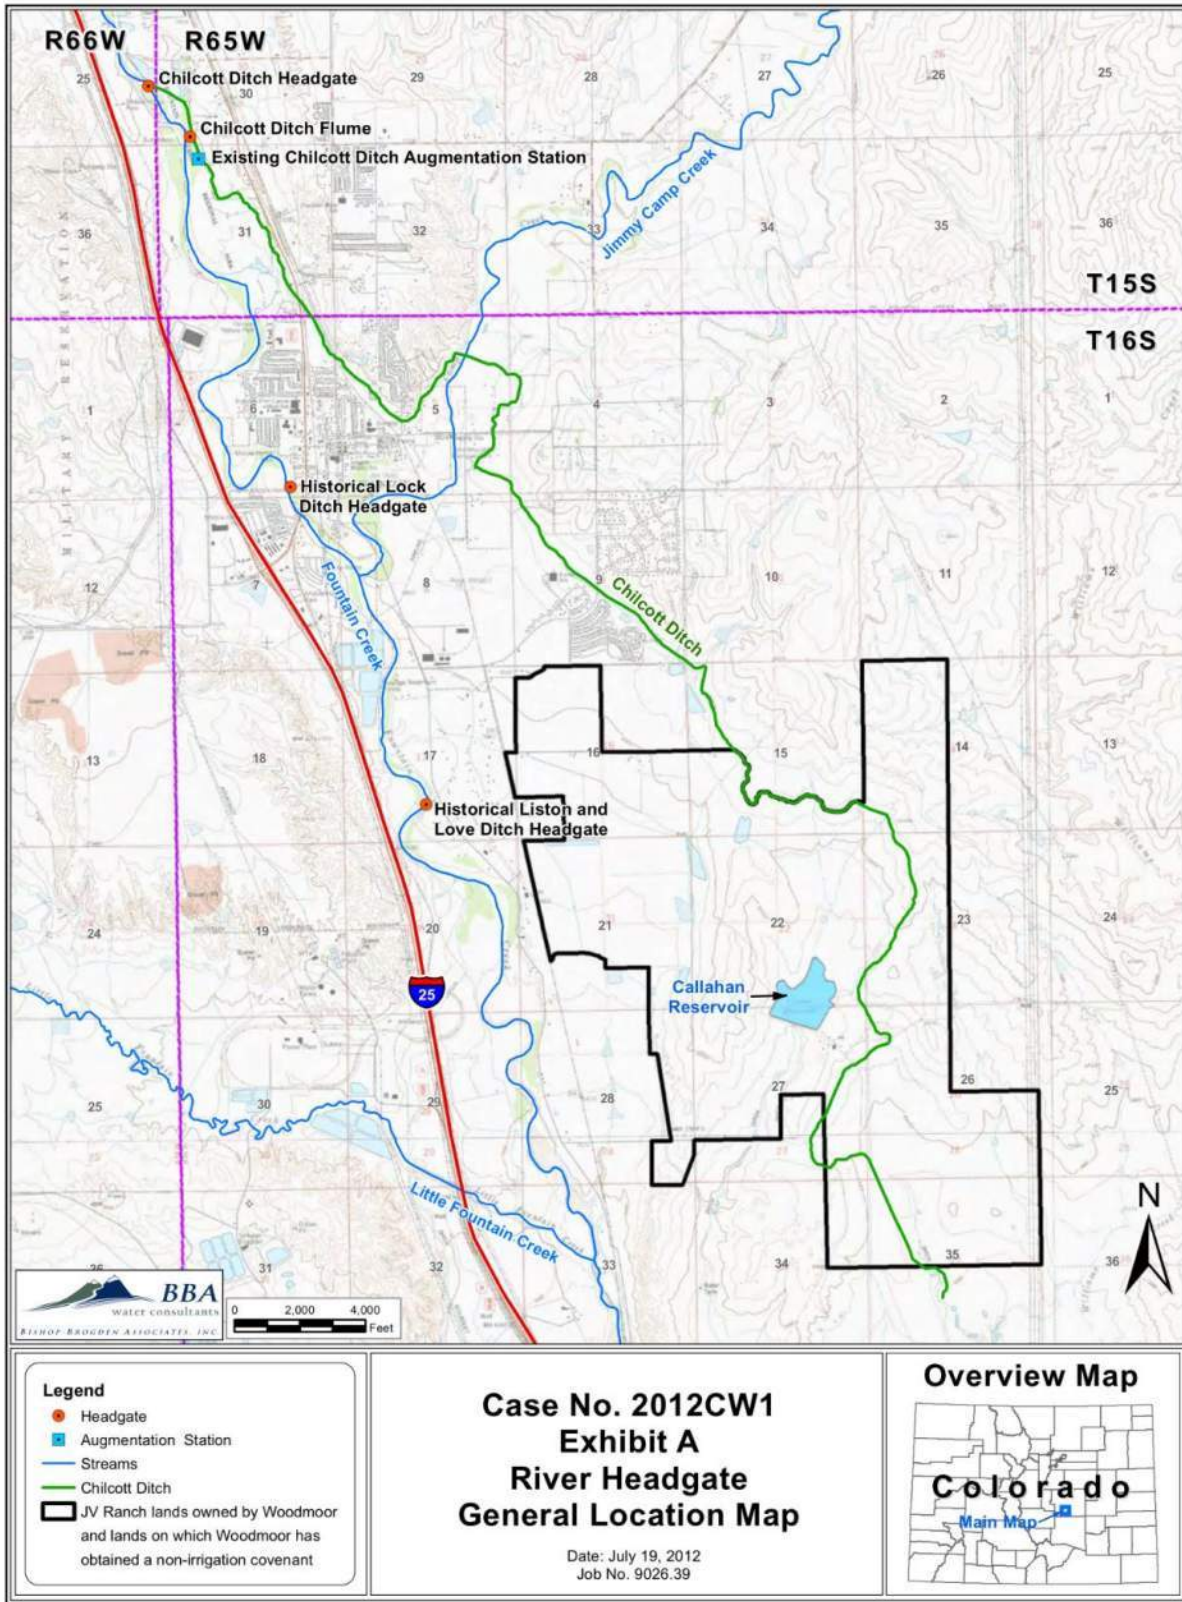 R66W
R65W
25
30
29
28
27
26
25
Chilcott Ditch Headgate
Chilcott Ditch Flume
Existing Chilcott Ditch Augmentation Station
Jimmy Camp Creek
36
31
32
33
34
35
36
T15S
T16S
MILITARY RESERVATION
1
6
5
4
3
2
1
Historical Lock
Ditch Headgate
Fountain Creek
12
7
8
9
10
11
12
Chilcott Ditch
13
18
17
16
15
14
13
Historical Liston and
Love Ditch Headgate
24
19
20
21
22
23
24
25
Callahan
Reservoir
25
30
29
28
27
26
25
Little Fountain Creek
36
31
32
33
34
35
36
N
BBA
water consultants
BISHOP BROGDEN ASSOCIATES, INC.
0 2,000 4,000
Feet
Legend
Headgate
Augmentation Station
Streams
Chilcott Ditch
JV Ranch lands owned by Woodmoor
and lands on which Woodmoor has
obtained a non-irrigation covenant
Case No. 2012CW1
Exhibit A
River Headgate
General Location Map
Date: July 19, 2012
Job No. 9026.39
Overview Map
Colorado
Main Map